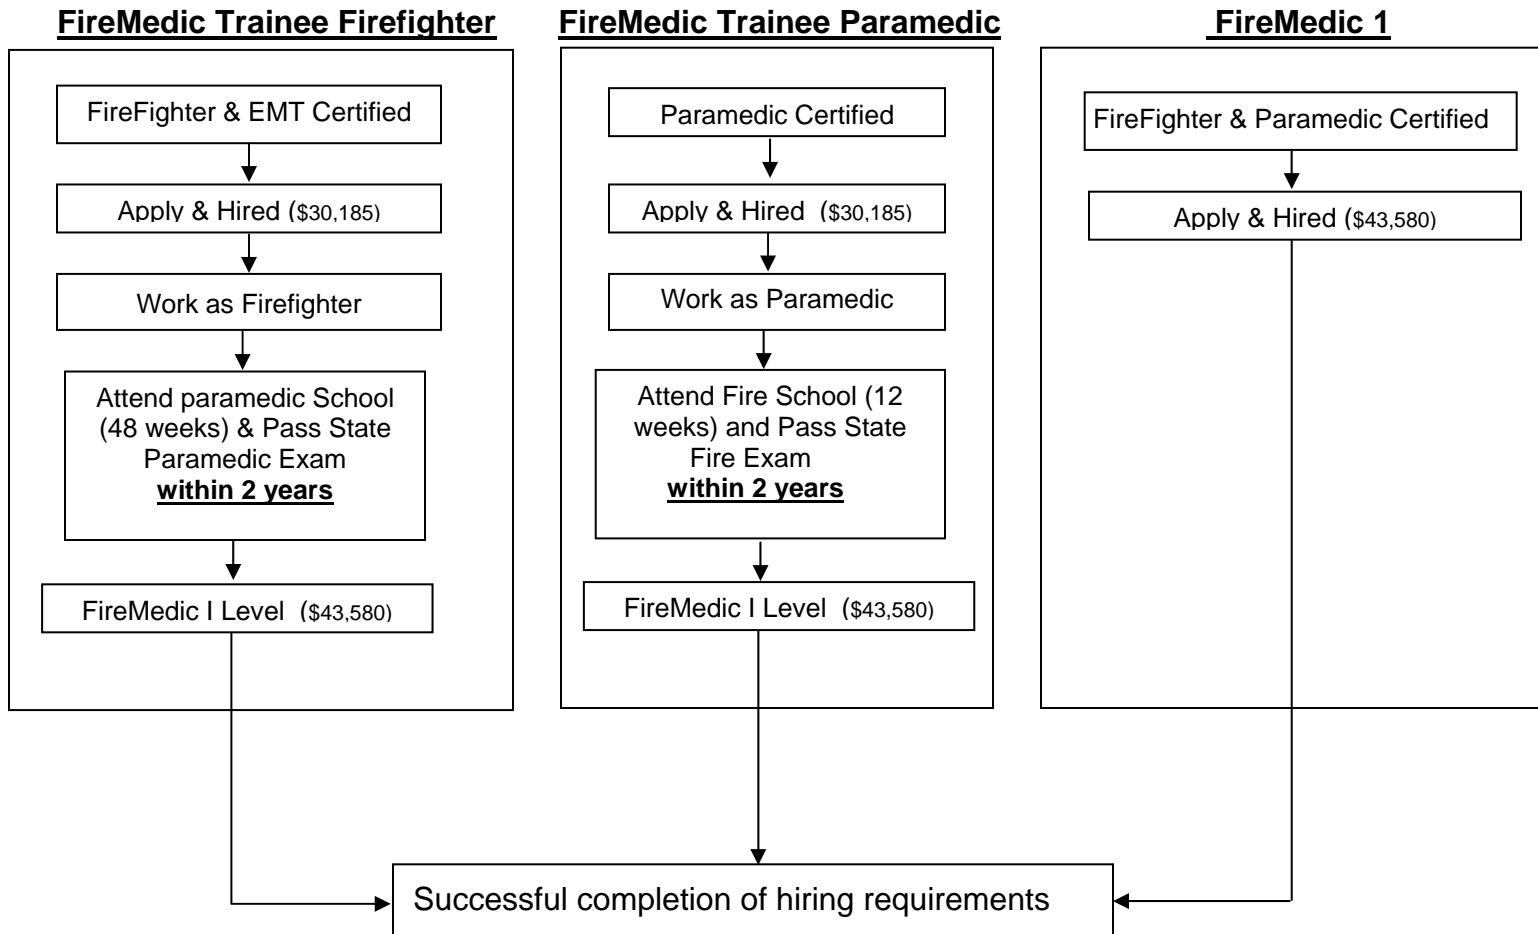 FireMedic Trainee Firefighter
FireFighter & EMT Certified
Apply & Hired ($30,185)
Work as Firefighter
Attend paramedic School
(48 weeks) & Pass State
Paramedic Exam
within 2 years
FireMedic I Level ($43,580)
FireMedic Trainee Paramedic
Paramedic Certified
Apply & Hired ($30,185)
Work as Paramedic
Attend Fire School (12
weeks) and Pass State
Fire Exam
within 2 years
FireMedic I Level ($43,580)
FireMedic 1
FireFighter & Paramedic Certified
Apply & Hired ($43,580)
Successful completion of hiring requirements